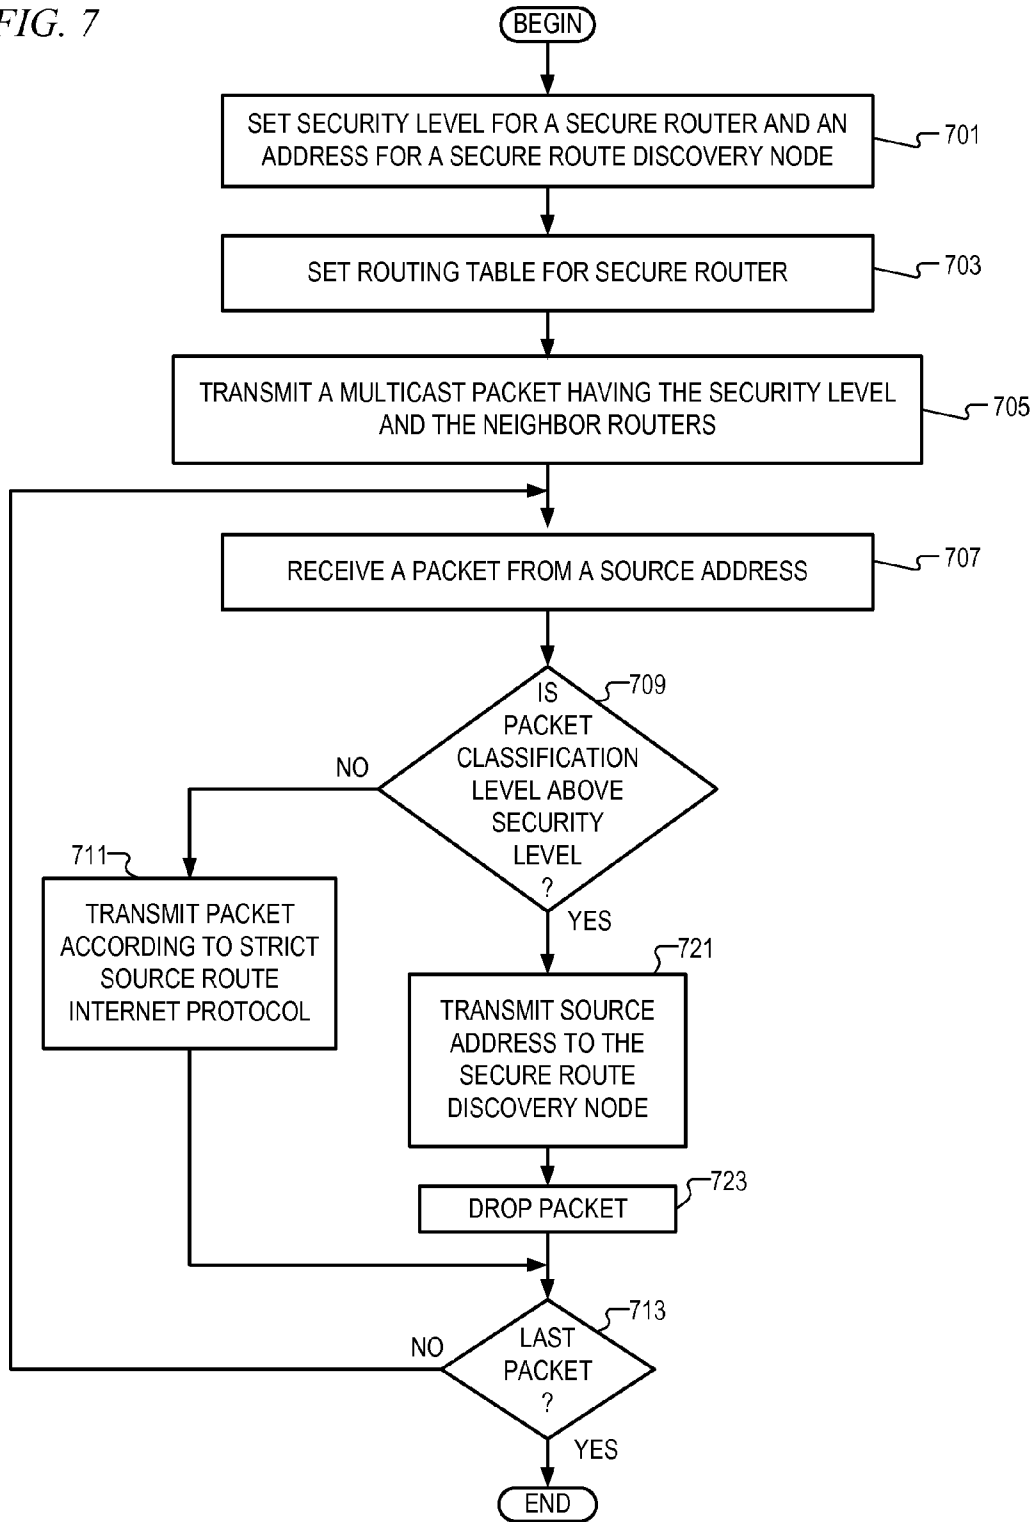 FIG. 7
BEGIN
SET SECURITY LEVEL FOR A SECURE ROUTER AND AN
ADDRESS FOR A SECURE ROUTE DISCOVERY NODE
701
SET ROUTING TABLE FOR SECURE ROUTER
703
TRANSMIT A MULTICAST PACKET HAVING THE SECURITY LEVEL
AND THE NEIGHBOR ROUTERS
705
RECEIVE A PACKET FROM A SOURCE ADDRESS
707
IS
PACKET
CLASSIFICATION
LEVEL ABOVE
SECURITY
LEVEL
?
709
NO
YES
711
TRANSMIT PACKET
ACCORDING TO STRICT
SOURCE ROUTE
INTERNET PROTOCOL
721
TRANSMIT SOURCE
ADDRESS TO THE
SECURE ROUTE
DISCOVERY NODE
723
DROP PACKET
713
LAST
PACKET
?
NO
YES
END